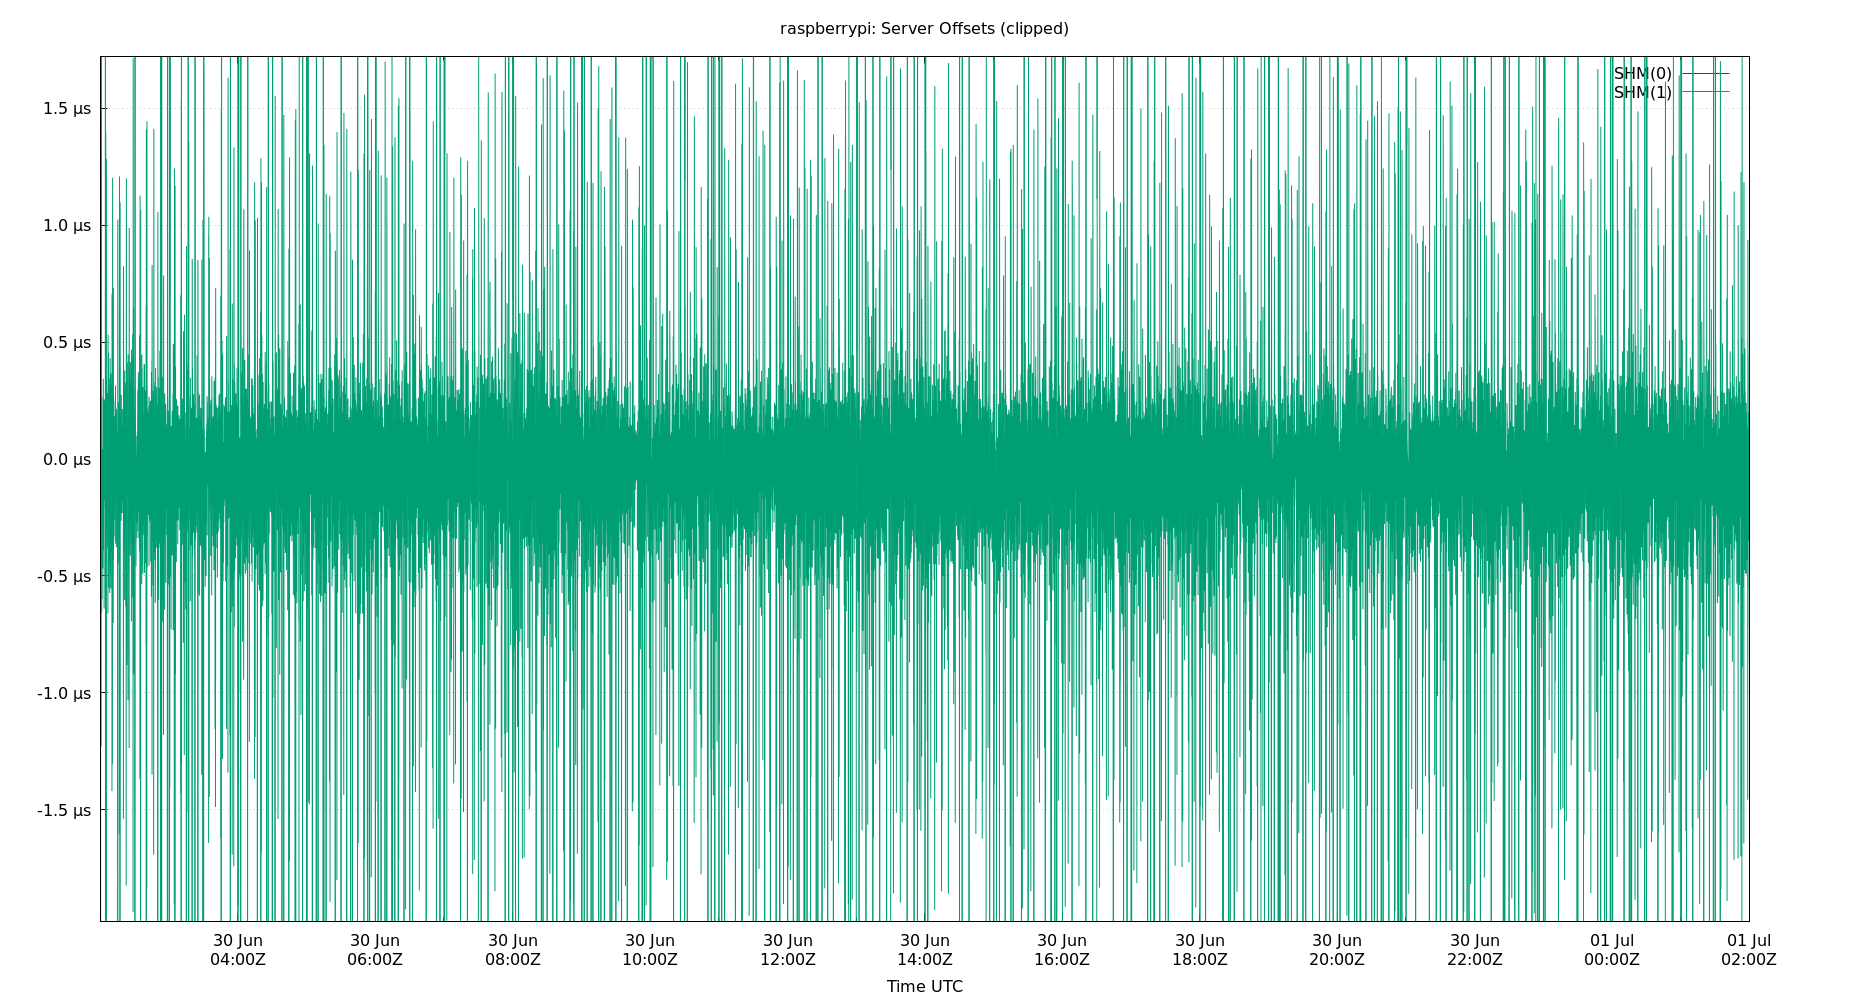 raspberrypi: Server Offsets (clipped)
SHM(0)
SHM(1)
1.5 µs
1.0 µs
0.5 µs
0.0 µs
-0.5 µs
-1.0 µs
-1.5 µs
30 Jun 30 Jun 30 Jun 30 Jun 30 Jun 30 Jun 30 Jun 30 Jun 30 Jun 30 Jun 01 Jul 01 Jul
04:00Z 06:00Z 08:00Z 10:00Z 12:00Z 14:00Z 16:00Z 18:00Z 20:00Z 22:00Z 00:00Z 02:00Z
Time UTC